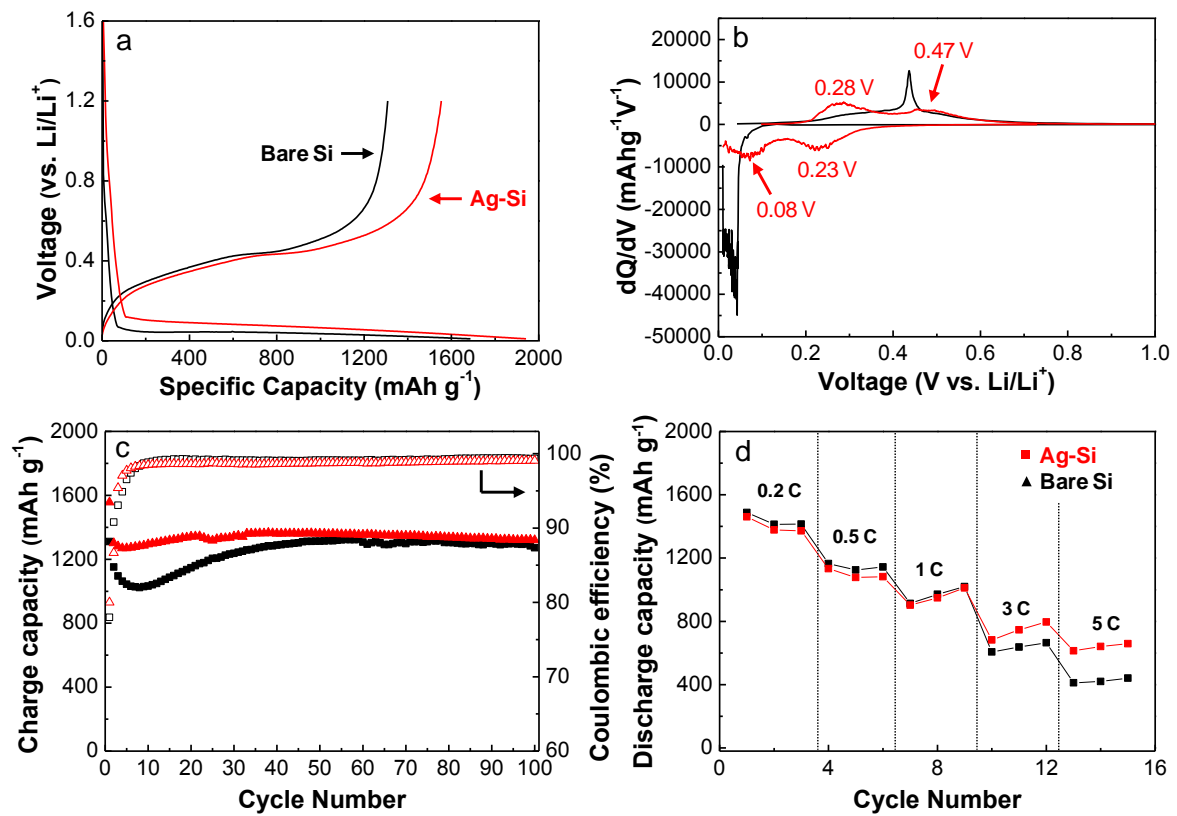 a
1.6
1.2
0.8
0.4
0.0
0
400
800
1200
1600
2000
Voltage (vs. Li/Li⁺)
Specific Capacity (mAh g⁻¹)
Bare Si
Ag-Si
b
20000
10000
0
-10000
-20000
-30000
-40000
-50000
0.0
0.2
0.4
0.6
0.8
1.0
dQ/dV (mAhg⁻¹V⁻¹)
Voltage (V vs. Li/Li⁺)
0.47 V
0.28 V
0.23 V
0.08 V
c
2000
1600
1200
800
400
0
100
90
80
70
60
0
10
20
30
40
50
60
70
80
90
100
Charge capacity (mAh g⁻¹)
Coulombic efficiency (%)
Cycle Number
d
2000
1600
1200
800
400
0
0
4
8
12
16
Discharge capacity (mAh g⁻¹)
Cycle Number
Ag-Si
Bare Si
0.2 C
0.5 C
1 C
3 C
5 C